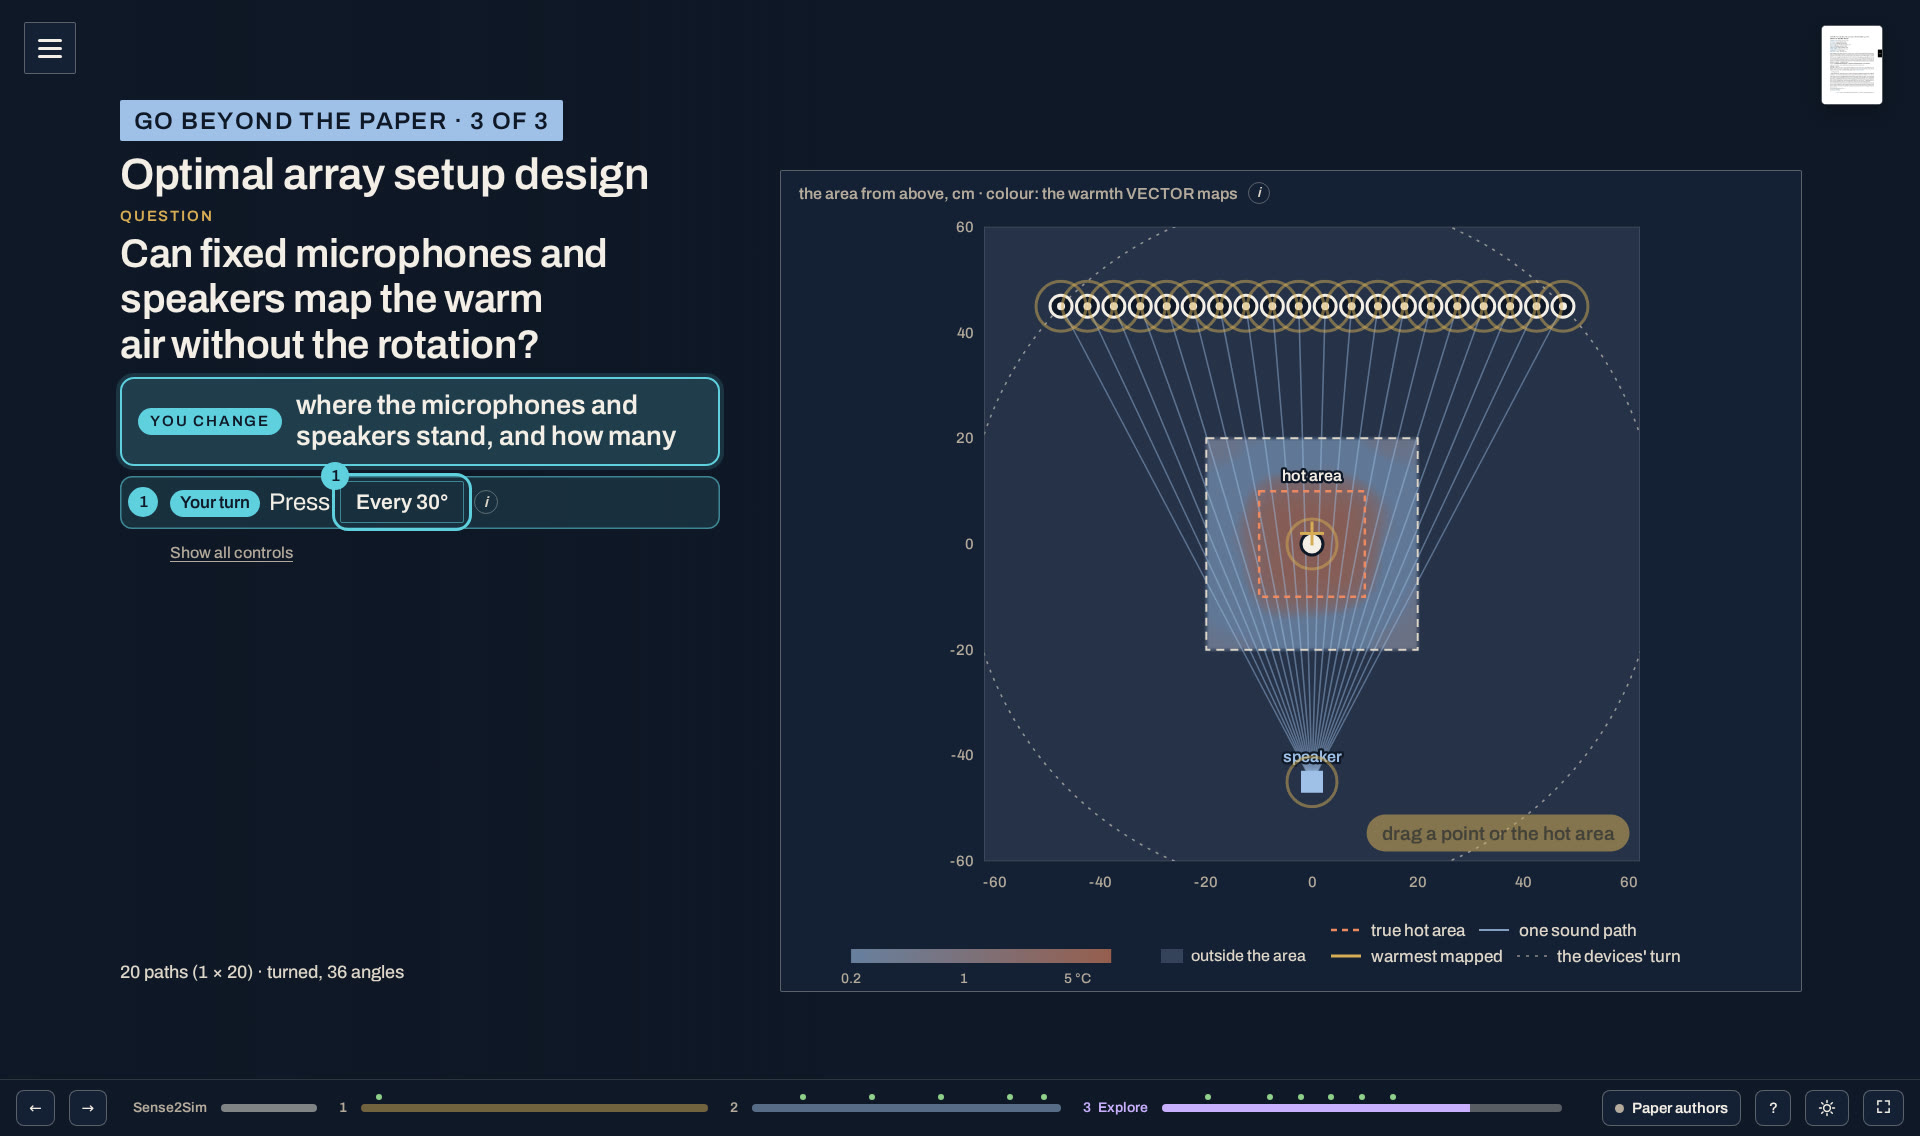 GO BEYOND THE PAPER · 3 OF 3
Optimal array setup design
QUESTION
Can fixed microphones and
speakers map the warm
air without the rotation?
YOU CHANGE
where the microphones and
speakers stand, and how many
1
1 Your turn Press Every 30° i
Show all controls
20 paths (1 × 20) · turned, 36 angles
the area from above, cm · colour: the warmth VECTOR maps i
60
40
20
0
-20
-40
-60
-60 -40 -20 0 20 40 60
hot area
speaker
drag a point or the hot area
0.2 1 5 °C
outside the area
true hot area one sound path
warmest mapped the devices' turn
← → Sense2Sim 1 2 3 Explore Paper authors ?